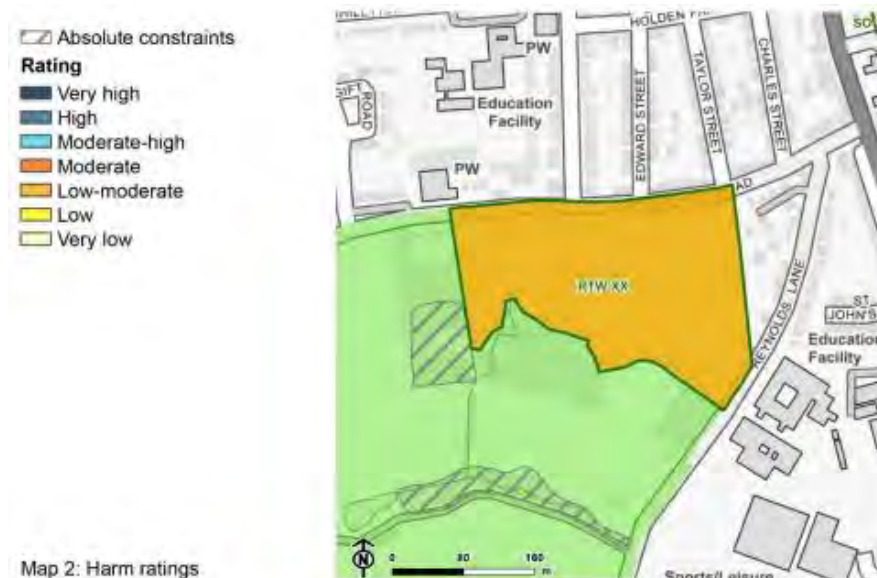 Absolute constraints
Rating
Very high
High
Moderate-high
Moderate
Low-moderate
Low
Very low
Map 2: Harm ratings
HOLDEN
PW
Education
Facility
ROAD
PW
EDWARD STREET
TAYLOR STREET
CHARLES STREET
AD
RTW XX
REYNOLDS LANE
ST
JOHN'S
Education
Facility
N
0 80 160
m
Sports/Leisure